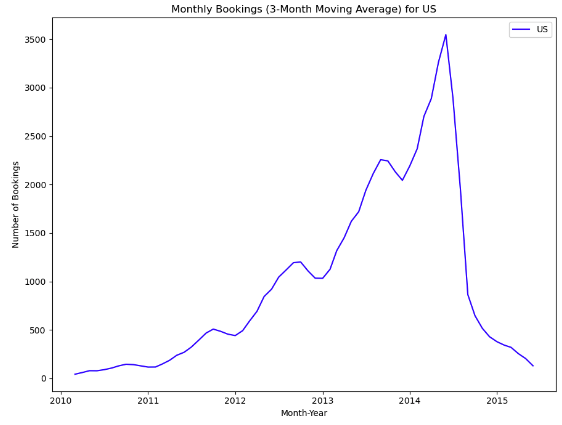 Monthly Bookings (3-Month Moving Average) for US
US
3500
3000
2500
2000
1500
1000
500
0
Number of Bookings
2010 2011 2012 2013 2014 2015
Month-Year